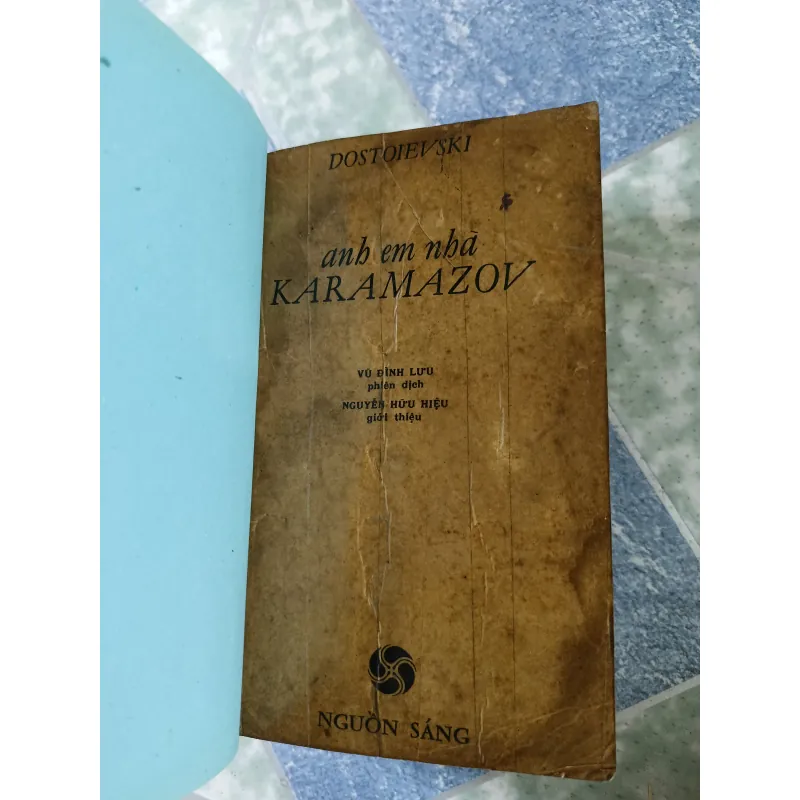 DOSTOIEVSKI
anh em nhà
KARAMAZOV
VŨ ĐÌNH LƯU
phiên dịch
NGUYỄN HỮU HIỆU
giới thiệu
NGUỒN SÁNG